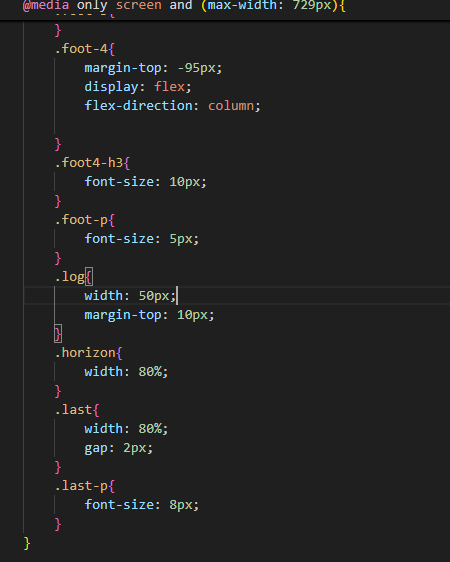 @media only screen and (max-width: 729px){
}
.foot-4{
margin-top: -95px;
display: flex;
flex-direction: column;
}
.foot4-h3{
font-size: 10px;
}
.foot-p{
font-size: 5px;
}
.log{
width: 50px;
margin-top: 10px;
}
.horizon{
width: 80%;
}
.last{
width: 80%;
gap: 2px;
}
.last-p{
font-size: 8px;
}
}